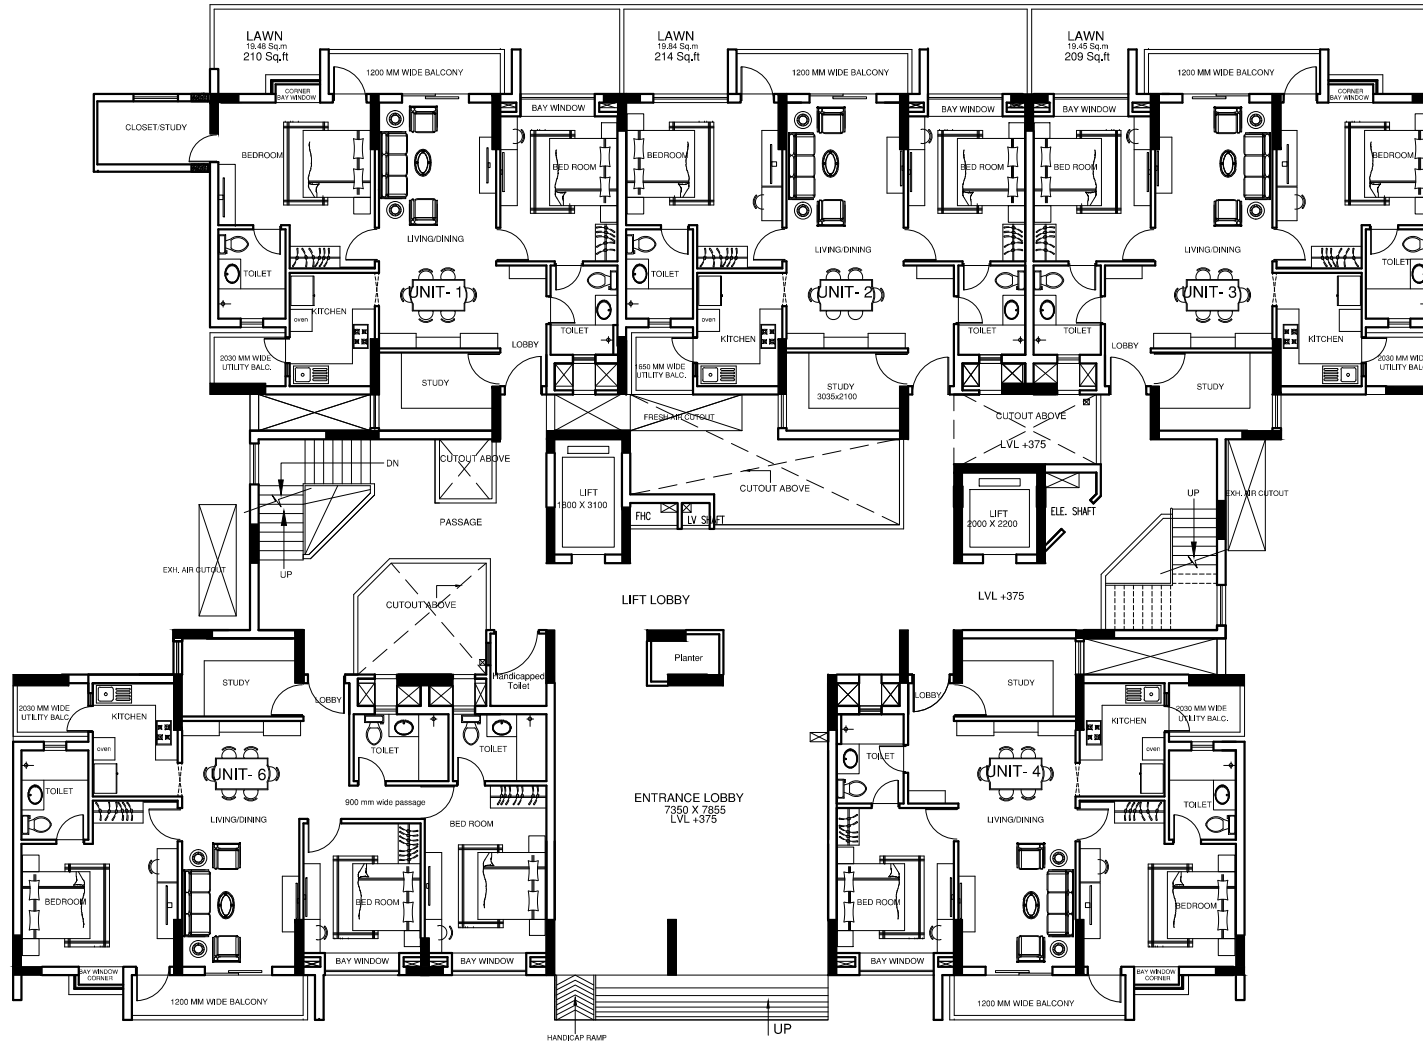 LAWN
19.48 Sq.m
210 Sq.ft
LAWN
19.84 Sq.m
214 Sq.ft
LAWN
19.45 Sq.m
209 Sq.ft
1200 MM WIDE BALCONY
1200 MM WIDE BALCONY
1200 MM WIDE BALCONY
CORNER
BAY WINDOW
BAY WINDOW
BAY WINDOW
BAY WINDOW
CORNER
BAY WINDOW
CLOSET/STUDY
BEDROOM
BED ROOM
BEDROOM
BED ROOM
BED ROOM
BEDROOM
LIVING/DINING
LIVING/DINING
LIVING/DINING
TOILET
TOILET
TOILET
UNIT- 1
UNIT- 2
UNIT- 3
KITCHEN
oven
TOILET
oven
KITCHEN
TOILET
TOILET
KITCHEN
oven
LOBBY
LOBBY
2030 MM WIDE
UTILITY BALC.
1650 MM WIDE
UTILITY BALC.
2030 MM WID
UTILITY BALC
STUDY
STUDY
3035x2100
STUDY
FRESH AIR CUTOUT
CUTOUT ABOVE
LVL +375
DN
CUTOUT ABOVE
CUTOUT ABOVE
LIFT
1800 X 3100
FHC
LV SHAFT
LIFT
2000 X 2200
ELE. SHAFT
UP
EXH. AIR CUTOUT
PASSAGE
EXH. AIR CUTOUT
UP
CUTOUT ABOVE
LIFT LOBBY
LVL +375
Planter
Handicapped
Toilet
STUDY
LOBBY
LOBBY
STUDY
2030 MM WIDE
UTILITY BALC.
KITCHEN
oven
TOILET
TOILET
TOILET
KITCHEN
oven
2030 MM WIDE
UTILITY BALC.
UNIT- 6
UNIT- 4
TOILET
900 mm wide passage
TOILET
LIVING/DINING
BED ROOM
ENTRANCE LOBBY
7350 X 7855
LVL +375
LIVING/DINING
BEDROOM
BED ROOM
BED ROOM
BEDROOM
BAY WINDOW
CORNER
BAY WINDOW
BAY WINDOW
BAY WINDOW
BAY WINDOW
CORNER
1200 MM WIDE BALCONY
1200 MM WIDE BALCONY
UP
HANDICAP RAMP